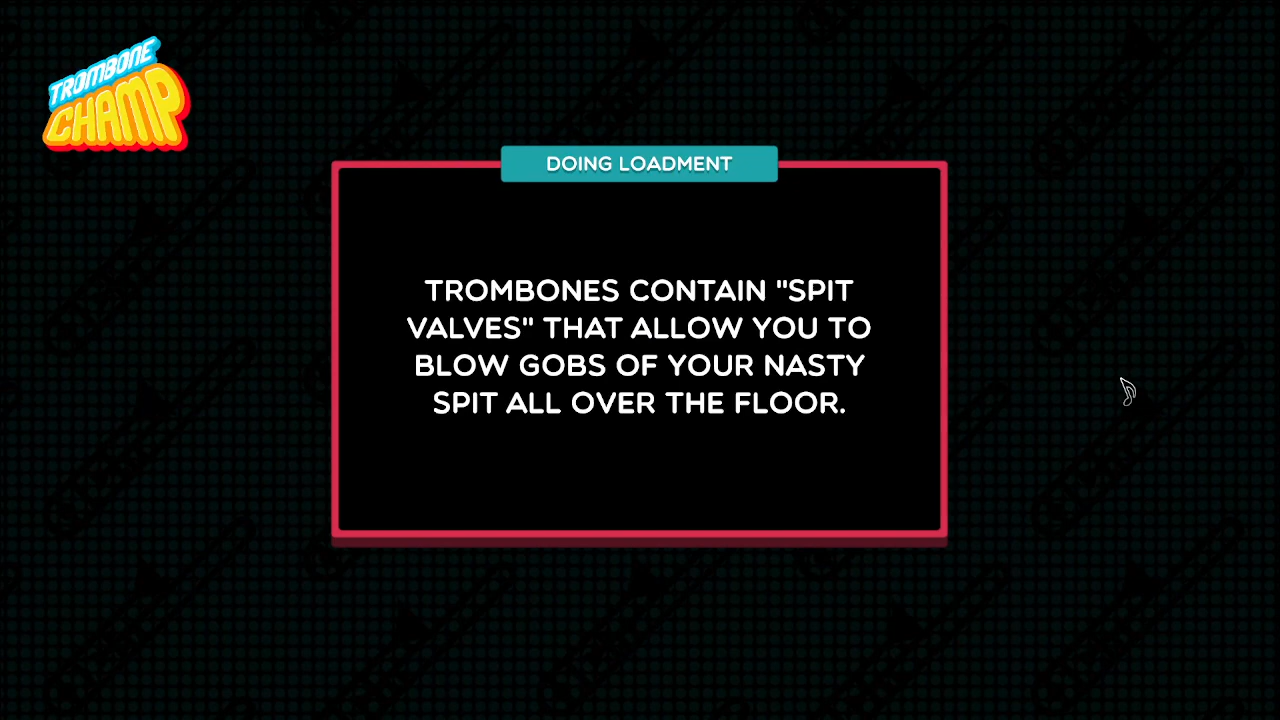 TROMBONE
CHAMP
DOING LOADMENT
TROMBONES CONTAIN "SPIT
VALVES" THAT ALLOW YOU TO
BLOW GOBS OF YOUR NASTY
SPIT ALL OVER THE FLOOR.